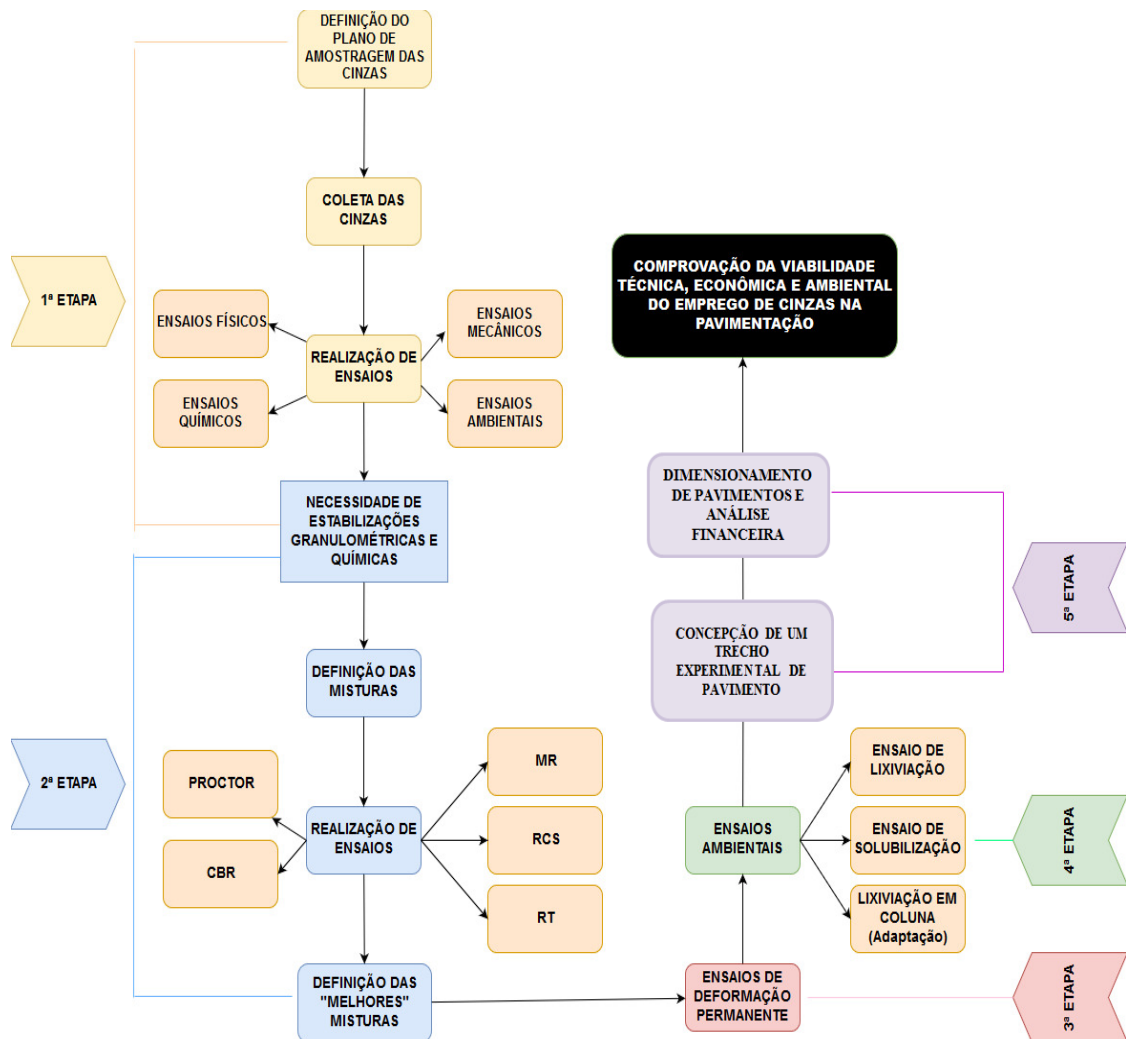 DEFINIÇÃO DO
PLANO DE
AMOSTRAGEM DAS
CINZAS
COLETA DAS
CINZAS
1ª ETAPA
ENSAIOS FÍSICOS
ENSAIOS
MECÂNICOS
REALIZAÇÃO DE
ENSAIOS
ENSAIOS
QUÍMICOS
ENSAIOS
AMBIENTAIS
NECESSIDADE DE
ESTABILIZAÇÕES
GRANULOMÉTRICAS E
QUÍMICAS
DEFINIÇÃO DAS
MISTURAS
2ª ETAPA
PROCTOR
CBR
REALIZAÇÃO DE
ENSAIOS
MR
RCS
RT
DEFINIÇÃO DAS
"MELHORES"
MISTURAS
ENSAIOS DE
DEFORMAÇÃO
PERMANENTE
3ª ETAPA
ENSAIOS
AMBIENTAIS
ENSAIO DE
LIXIVIAÇÃO
ENSAIO DE
SOLUBILIZAÇÃO
LIXIVIAÇÃO EM
COLUNA
(Adaptação)
4ª ETAPA
CONCEPÇÃO DE UM
TRECHO
EXPERIMENTAL DE
PAVIMENTO
DIMENSIONAMENTO
DE PAVIMENTOS E
ANÁLISE
FINANCEIRA
5ª ETAPA
COMPROVAÇÃO DA VIABILIDADE
TÉCNICA, ECONÔMICA E AMBIENTAL
DO EMPREGO DE CINZAS NA
PAVIMENTAÇÃO